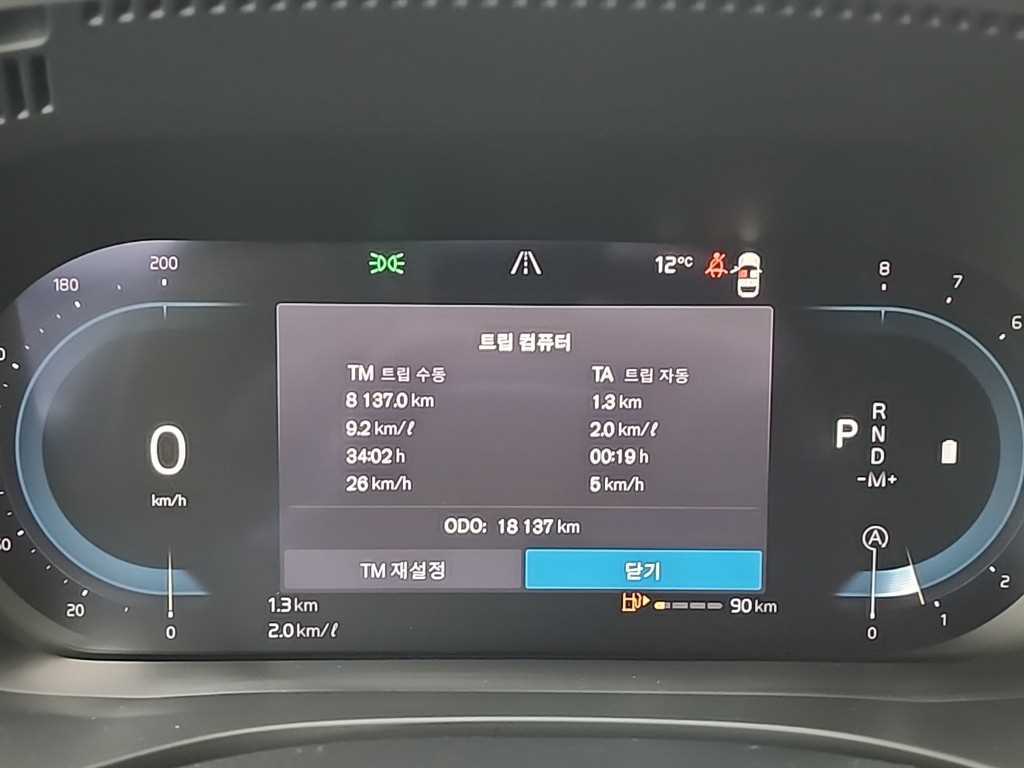 180
200
12°C
8
7
6
트립 컴퓨터
TM 트립 수동
TA 트립 자동
8 137.0 km
1.3 km
9.2 km/ℓ
2.0 km/ℓ
34:02 h
00:19 h
26 km/h
5 km/h
0
km/h
R
P N
D
-M+
ODO: 18 137 km
A
TM 재설정
닫기
20
0
1.3 km
2.0 km/ℓ
90 km
2
1
0